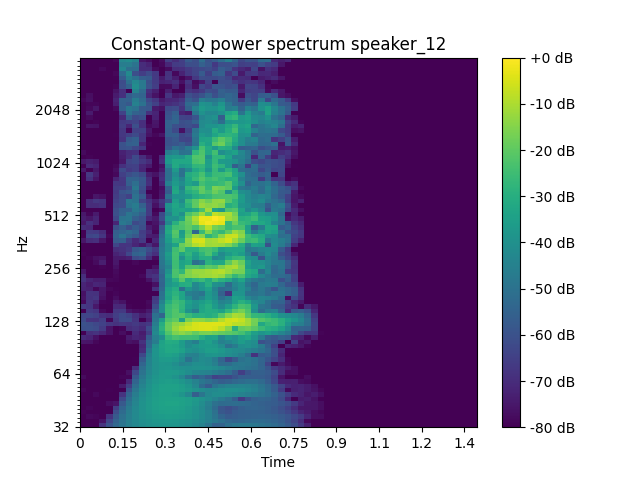 Constant-Q power spectrum speaker_12
Hz
2048
1024
512
256
128
64
32
0 0.15 0.3 0.45 0.6 0.75 0.9 1.1 1.2 1.4
Time
+0 dB
-10 dB
-20 dB
-30 dB
-40 dB
-50 dB
-60 dB
-70 dB
-80 dB